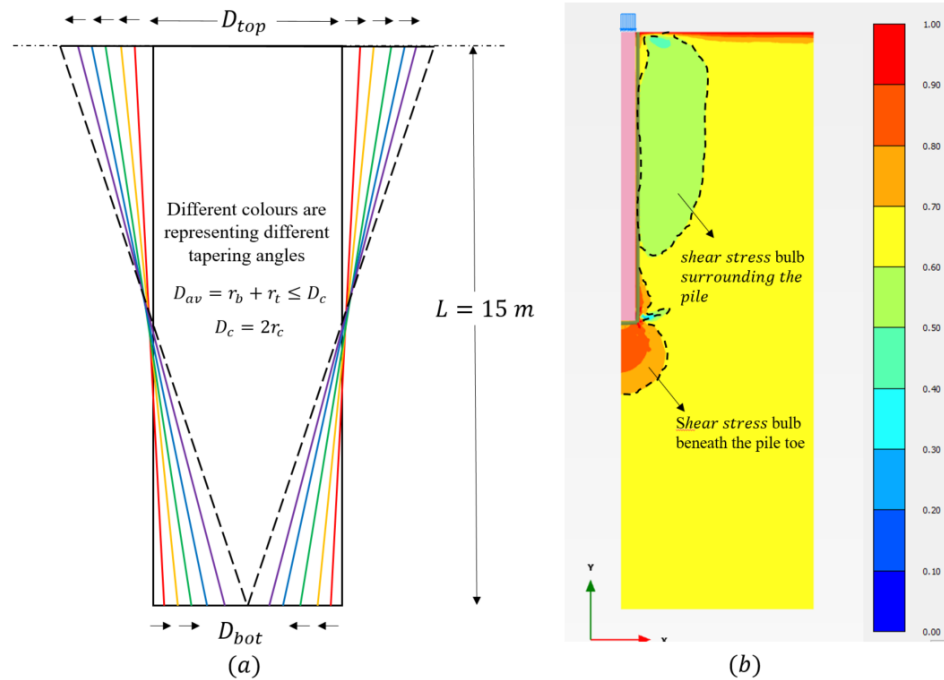 D_top
Different colours are
representing different
tapering angles
D_av = r_b + r_t ≤ D_c
D_c = 2r_c
L = 15 m
D_bot
(a)
shear stress bulb
surrounding the
pile
Shear stress bulb
beneath the pile toe
Y
X
(b)
1.00
0.90
0.80
0.70
0.60
0.50
0.40
0.30
0.20
0.10
0.00